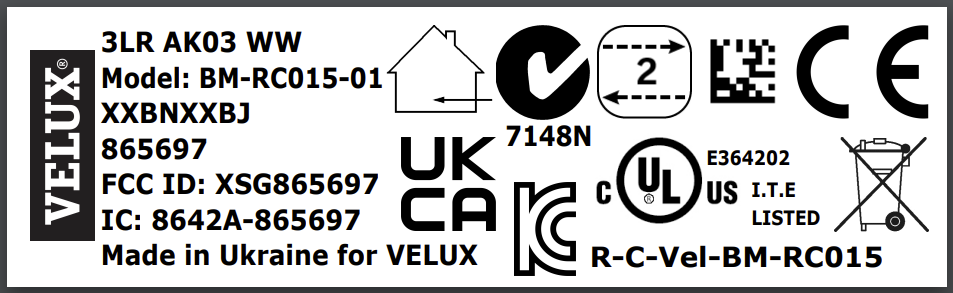 VELUX®
3LR AK03 WW
Model: BM-RC015-01
XXBNXXBJ
865697
FCC ID: XSG865697
IC: 8642A-865697
Made in Ukraine for VELUX
7148N
2
CE
UK
CA
C UL® US
E364202
I.T.E
LISTED
KC
R-C-Vel-BM-RC015